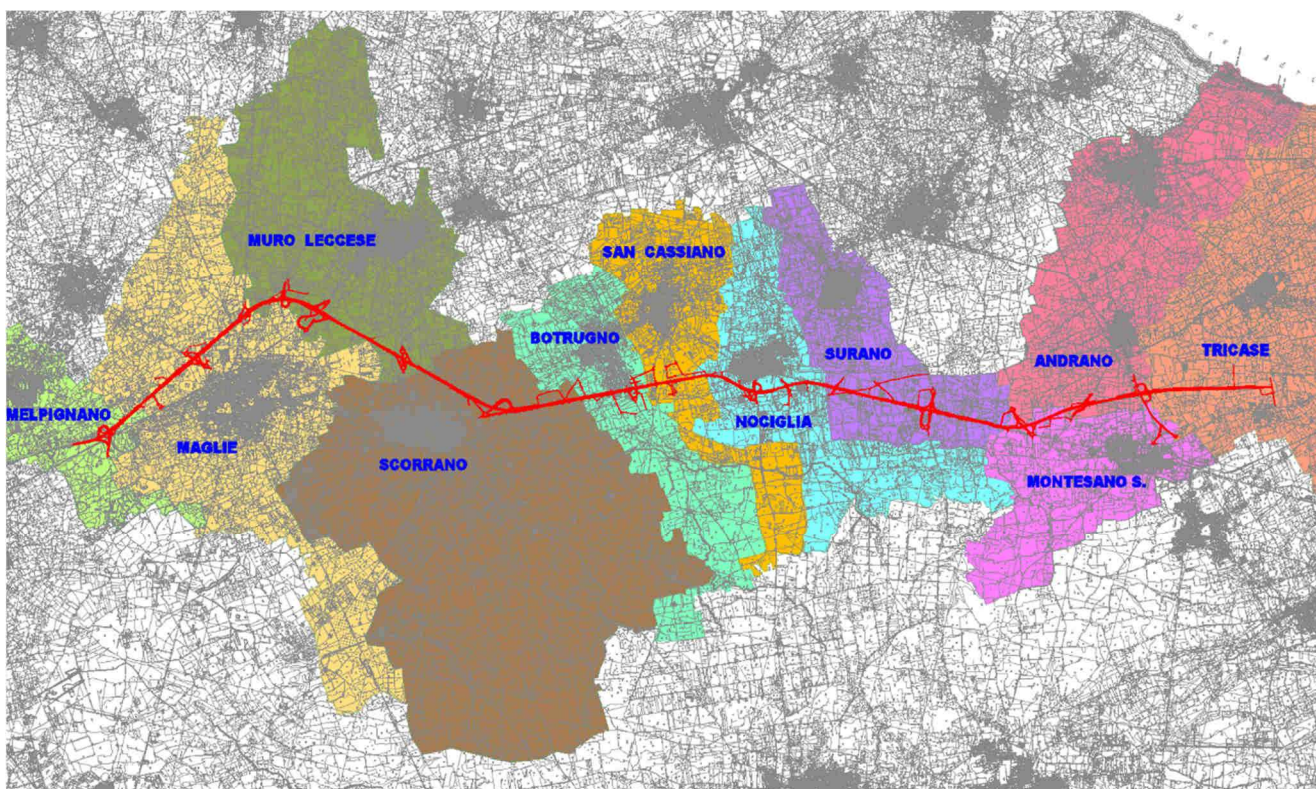 MURO LECCESE
SAN CASSIANO
BOTRUGNO
SURANO
ANDRANO
TRICASE
MELPIGNANO
NOCIGLIA
MAGLIE
SCORRANO
MONTESANO S.